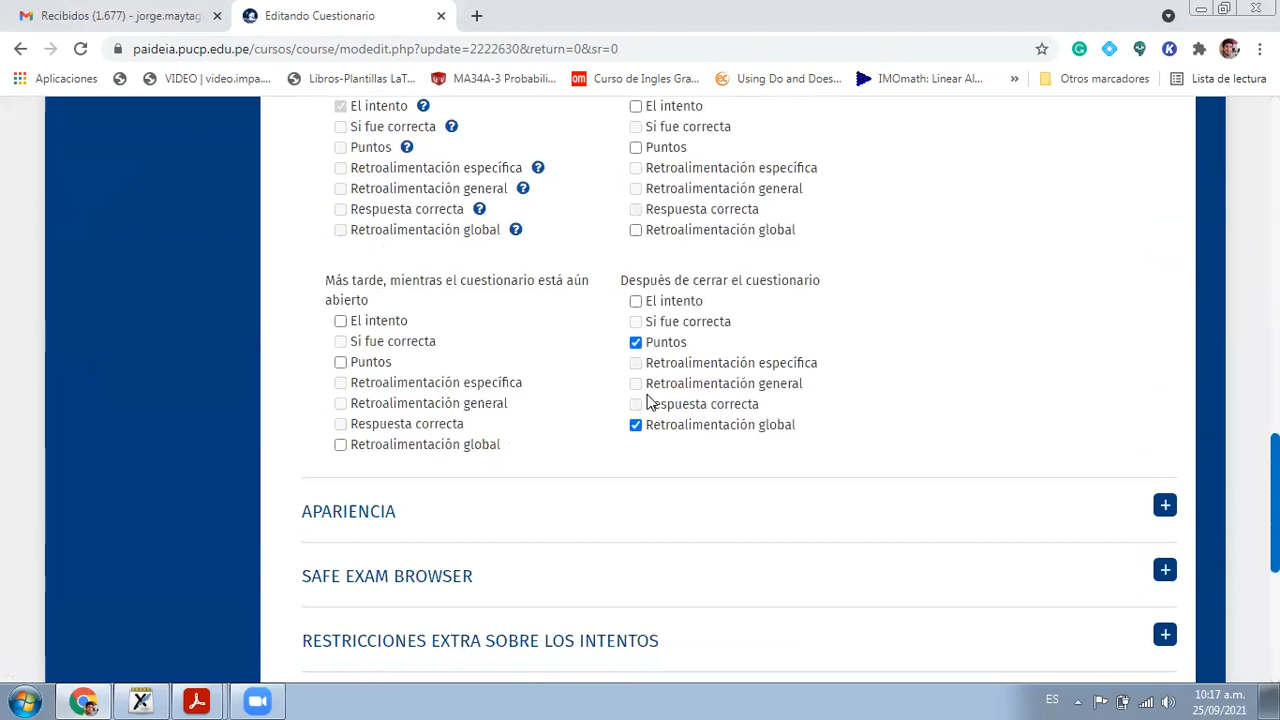 Recibidos (1.677) - jorge.maytag
Editando Cuestionario
paideia.pucp.edu.pe/cursos/course/modedit.php?update=2222630&return=0&sr=0
Aplicaciones
VIDEO | video.impa....
Libros-Plantillas LaT...
MA34A-3 Probabili...
om
Curso de Ingles Gra...
Using Do and Does...
IMOmath: Linear Al...
»
Otros marcadores
Lista de lectura
El intento
Si fue correcta
Puntos
Retroalimentación específica
Retroalimentación general
Respuesta correcta
Retroalimentación global
El intento
Si fue correcta
Puntos
Retroalimentación específica
Retroalimentación general
Respuesta correcta
Retroalimentación global
Más tarde, mientras el cuestionario está aún
abierto
El intento
Si fue correcta
Puntos
Retroalimentación específica
Retroalimentación general
Respuesta correcta
Retroalimentación global
Después de cerrar el cuestionario
El intento
Si fue correcta
Puntos
Retroalimentación específica
Retroalimentación general
Respuesta correcta
Retroalimentación global
APARIENCIA
SAFE EXAM BROWSER
RESTRICCIONES EXTRA SOBRE LOS INTENTOS
ES
10:17 a.m.
25/09/2021